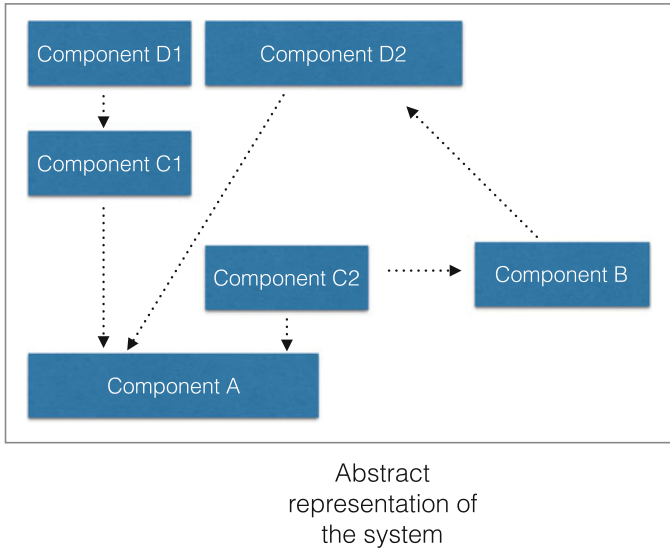 Component D1
Component D2
Component C1
Component C2
Component B
Component A
Abstract
representation of
the system